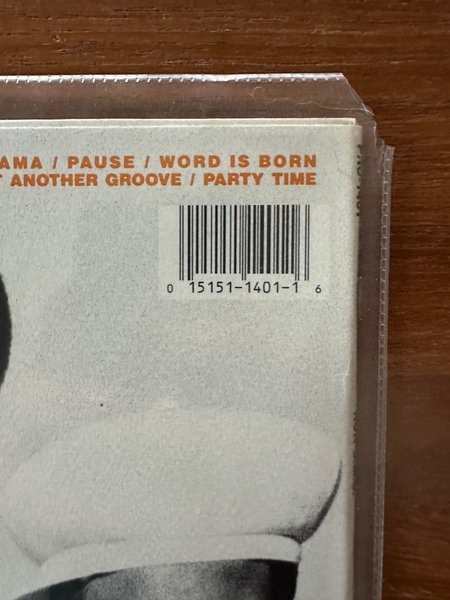 AMA / PAUSE / WORD IS BORN
T ANOTHER GROOVE / PARTY TIME
0 15151-1401-1 6